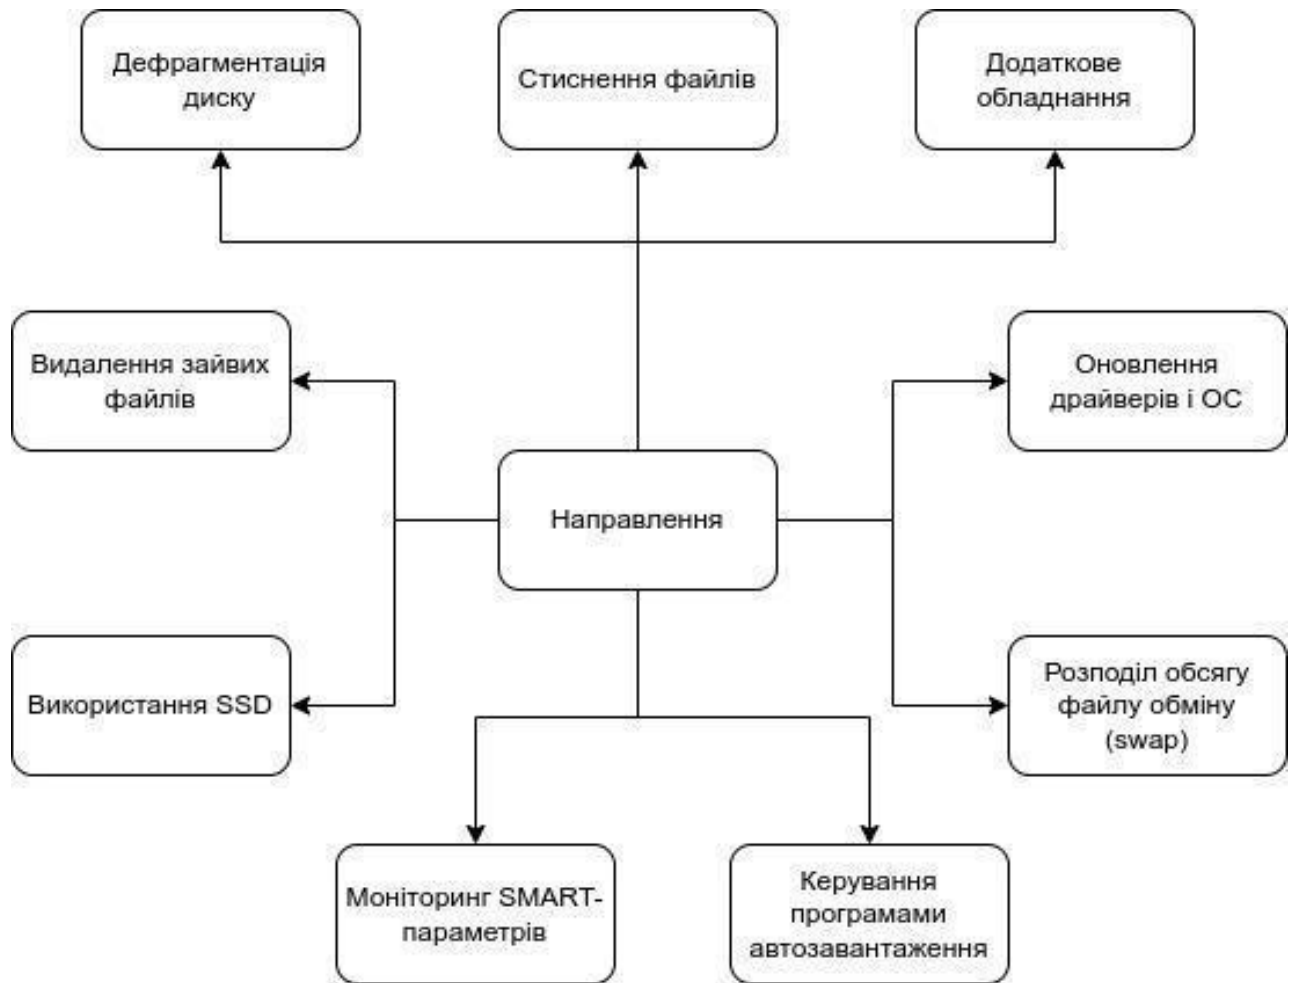 Дефрагментація
диску
Стиснення файлів
Додаткове
обладнання
Видалення зайвих
файлів
Оновлення
драйверів і ОС
Направлення
Використання SSD
Розподіл обсягу
файлу обміну
(swap)
Моніторинг SMART-
параметрів
Керування
програмами
автозавантаження